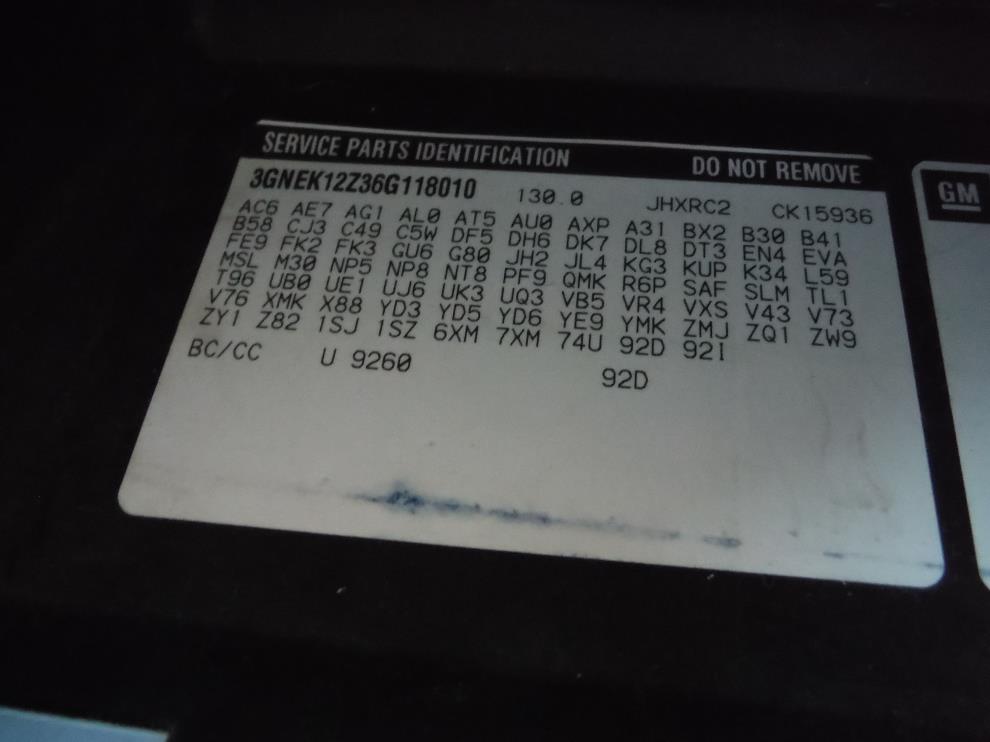 SERVICE PARTS IDENTIFICATION DO NOT REMOVE
3GNEK12Z36G118010 130.0 JHXRC2 CK15936
AC6 AE7 AG1 AL0 AT5 AU0 AXP A31 BX2 B30 B41
B58 CJ3 C49 C5W DF5 DH6 DK7 DL8 DT3 EN4 EVA
FE9 FK2 FK3 GU6 G80 JH2 JL4 KG3 KUP K34 L59
MSL M30 NP5 NP8 NT8 PF9 QMK R6P SAF SLM TL1
T96 UB0 UE1 UJ6 UK3 UQ3 VB5 VR4 VXS V43 V73
V76 XMK X88 YD3 YD5 YD6 YE9 YMK ZMJ ZQ1 ZW9
ZY1 Z82 1SJ 1SZ 6XM 7XM 74U 92D 92I
BC/CC U 9260 92D
GM